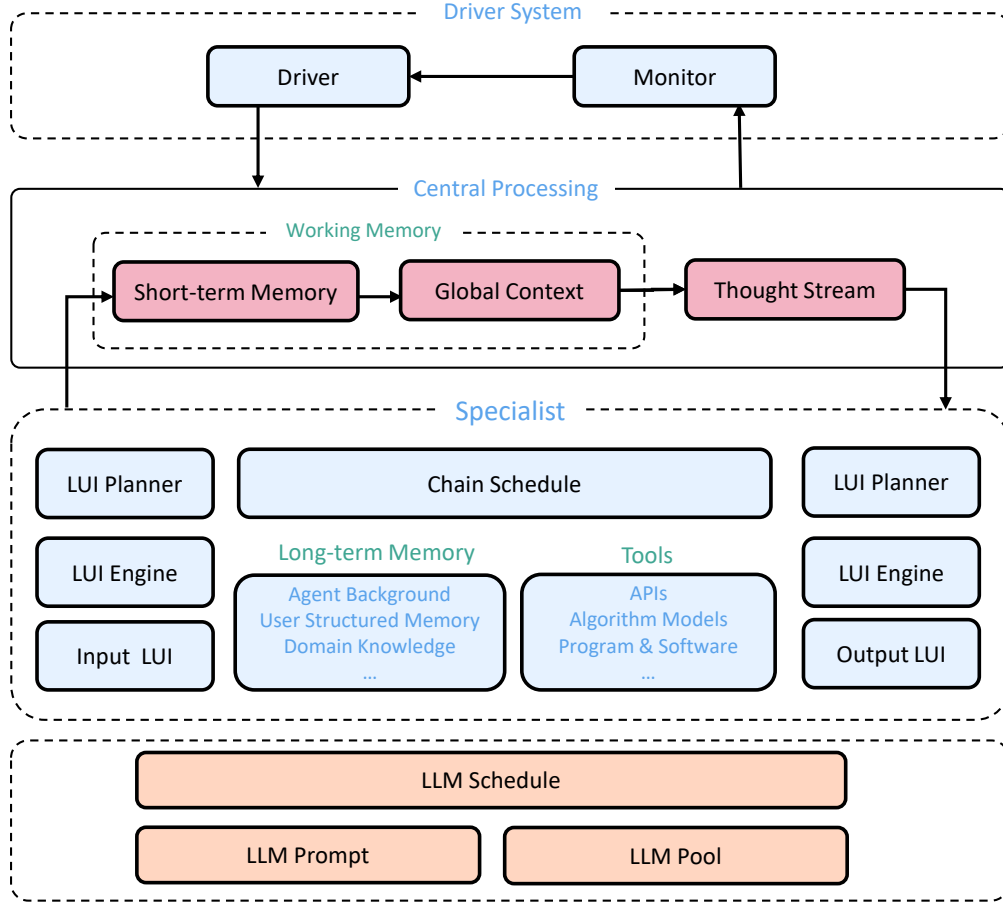 Driver System
Driver
Monitor
Central Processing
Working Memory
Short-term Memory
Global Context
Thought Stream
Specialist
LUI Planner
Chain Schedule
LUI Planner
LUI Engine
Long-term Memory
Tools
LUI Engine
Agent Background
User Structured Memory
Domain Knowledge
...
APIs
Algorithm Models
Program & Software
...
Input LUI
Output LUI
LLM Schedule
LLM Prompt
LLM Pool